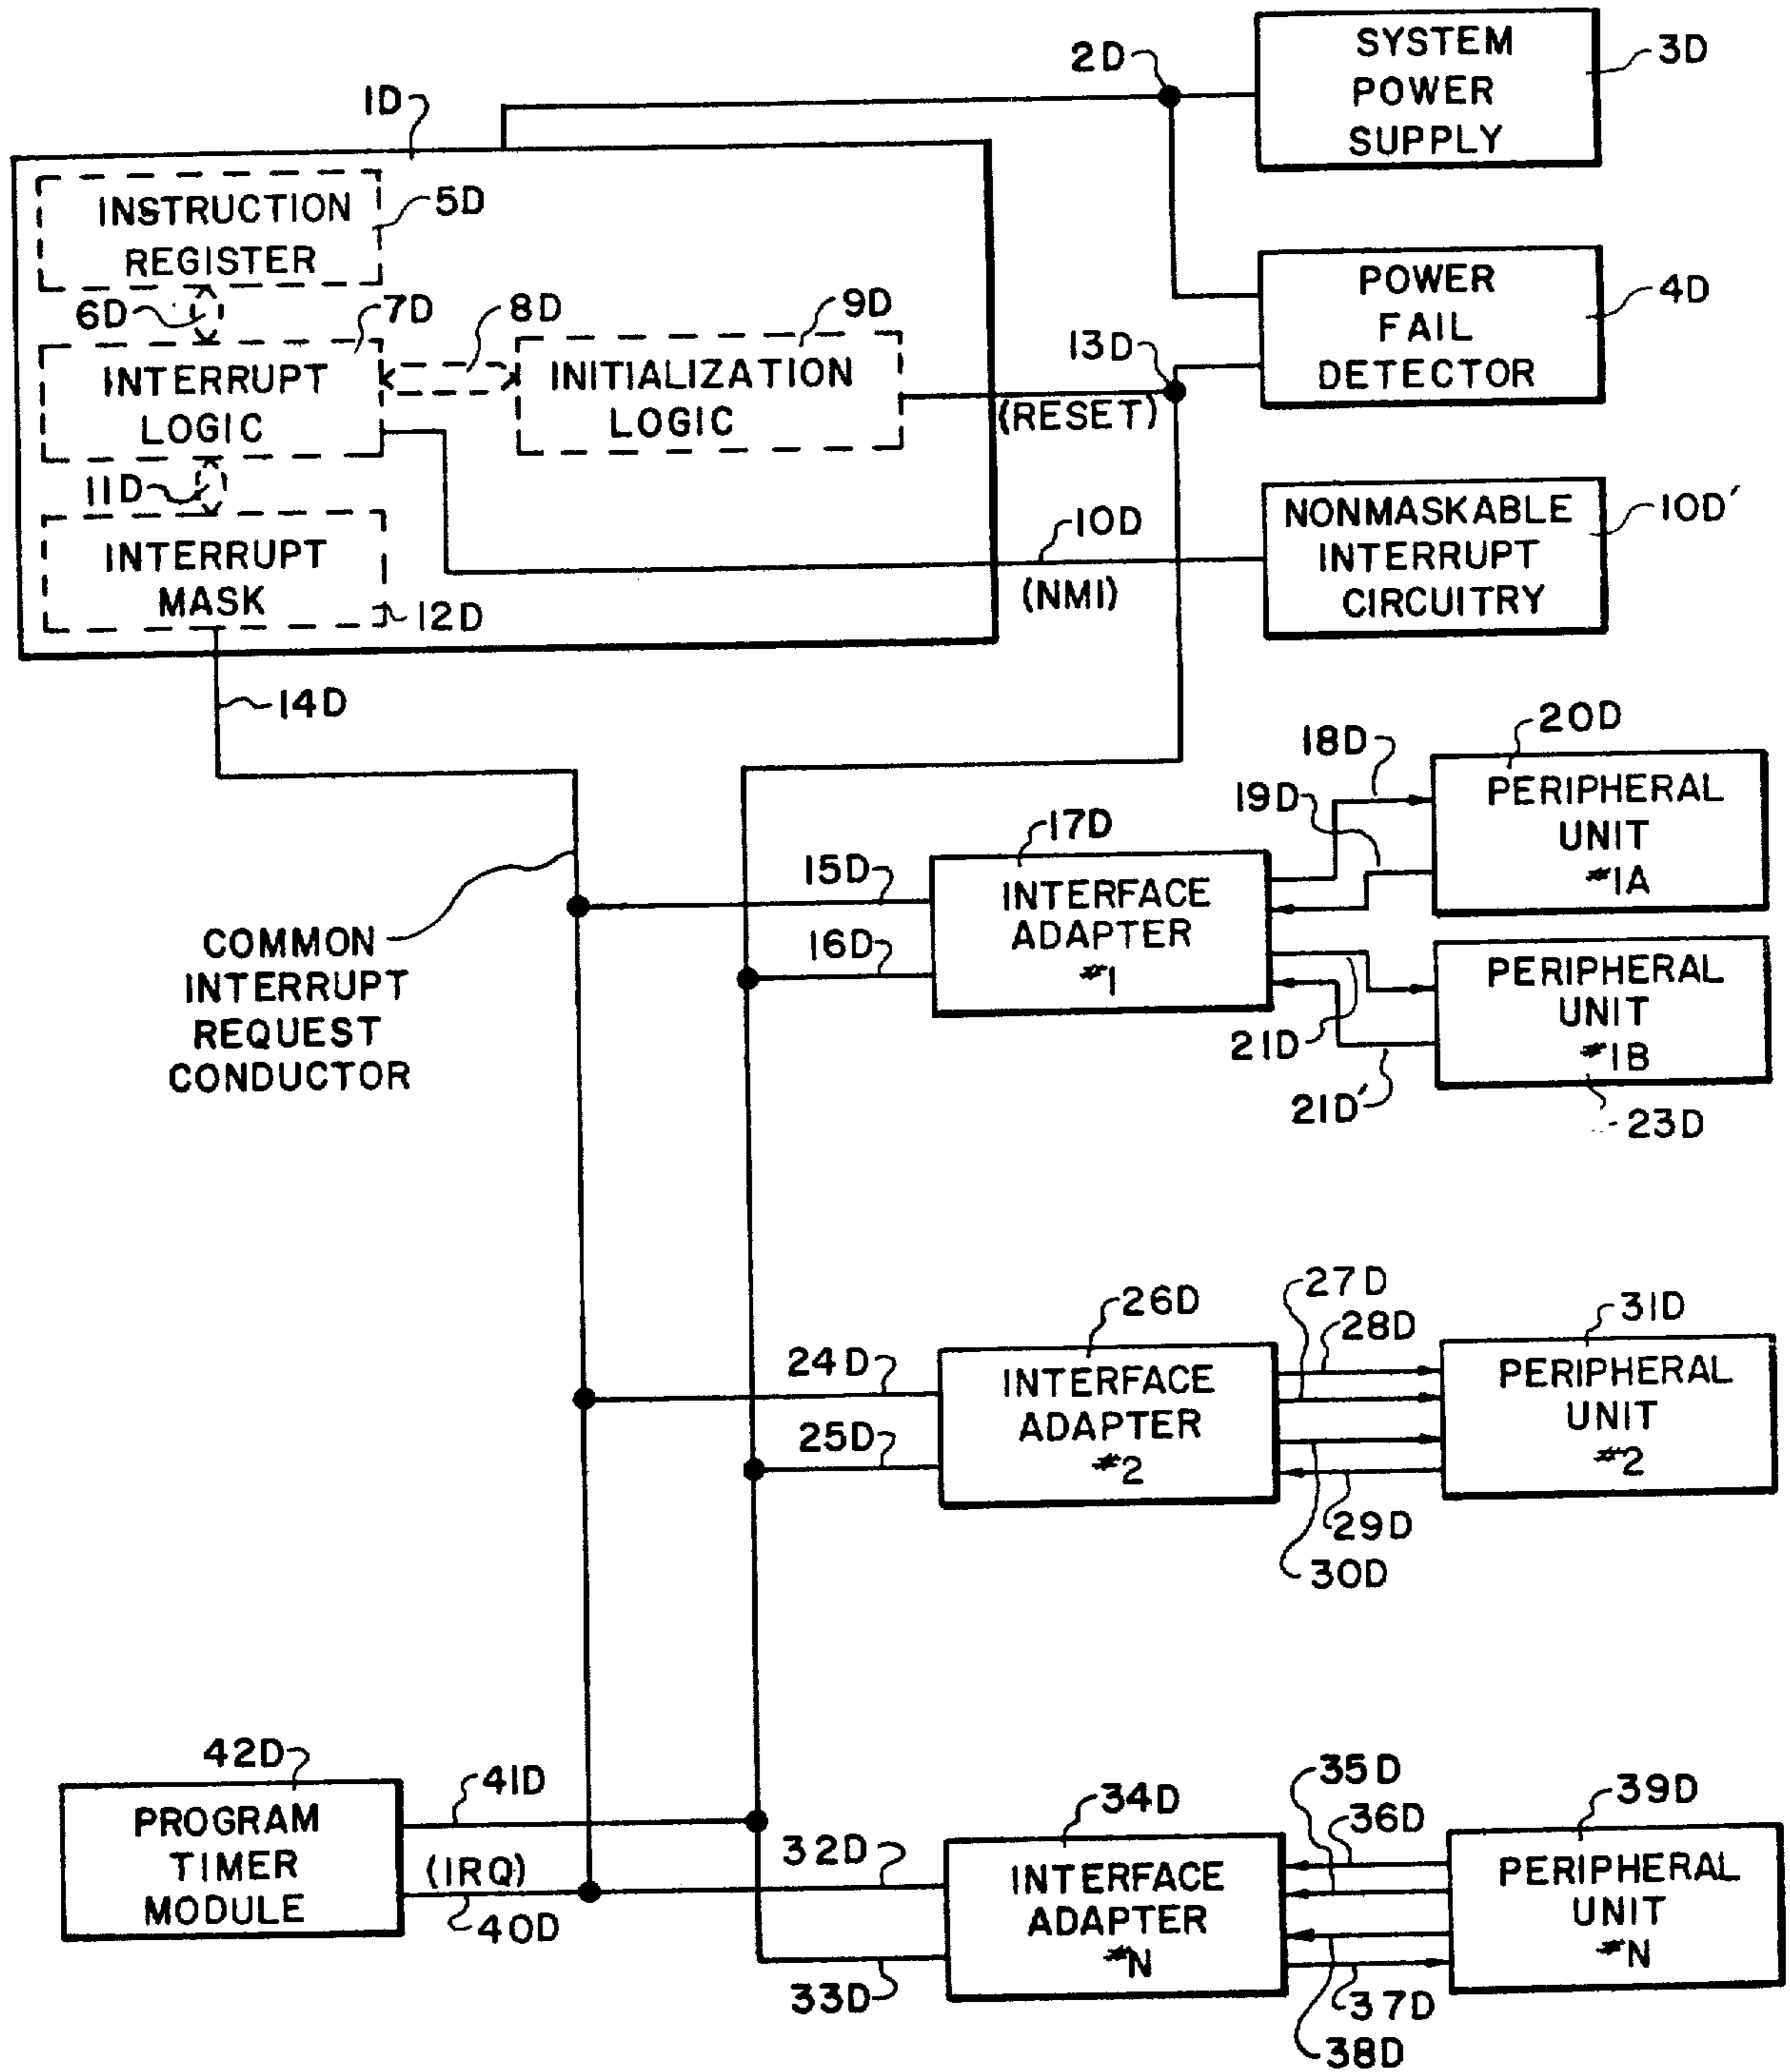 SYSTEM
POWER
SUPPLY
3D
2D
1D
INSTRUCTION
REGISTER
5D
POWER
FAIL
DETECTOR
4D
6D
7D
8D
9D
13D
INTERRUPT
LOGIC
INITIALIZATION
LOGIC
(RESET)
11D
INTERRUPT
MASK
12D
10D
(NMI)
NONMASKABLE
INTERRUPT
CIRCUITRY
10D'
14D
18D
20D
PERIPHERAL
UNIT
#1A
19D
17D
15D
INTERFACE
ADAPTER
#1
16D
COMMON
INTERRUPT
REQUEST
CONDUCTOR
PERIPHERAL
UNIT
#1B
21D
21D'
23D
27D
28D
26D
31D
24D
INTERFACE
ADAPTER
#2
25D
PERIPHERAL
UNIT
#2
29D
30D
42D
PROGRAM
TIMER
MODULE
41D
(IRQ)
40D
32D
34D
35D
36D
39D
INTERFACE
ADAPTER
#N
PERIPHERAL
UNIT
#N
33D
37D
38D